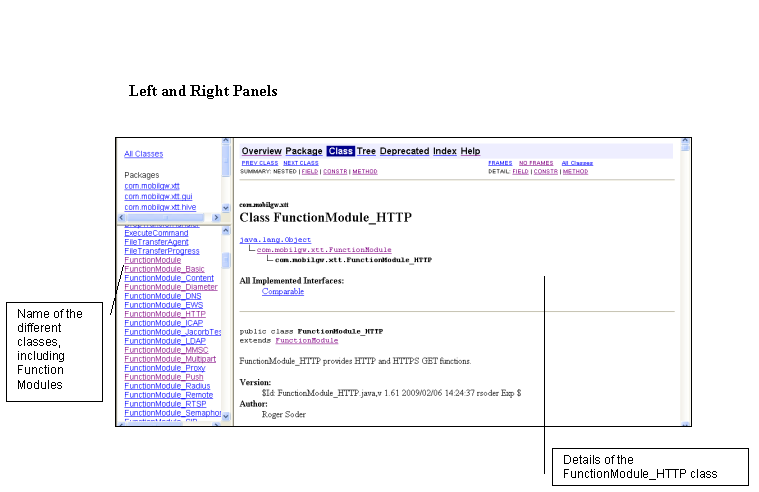 Left and Right Panels
All Classes
Packages
com.mobilgw.xtt
com.mobilgw.xtt.gui
com.mobilgw.xtt.hive
ExecuteCommand
FileTransferAgent
FileTransferProgress
FunctionModule
FunctionModule_Basic
FunctionModule_Content
FunctionModule_Diameter
FunctionModule_DNS
FunctionModule_EWS
FunctionModule_HTTP
FunctionModule_ICAP
FunctionModule_JacorbTes
FunctionModule_LDAP
FunctionModule_MMSC
FunctionModule_Multipart
FunctionModule_Proxy
FunctionModule_Push
FunctionModule_Radius
FunctionModule_Remote
FunctionModule_RTSP
FunctionModule_Semapho
Overview Package Class Tree Deprecated Index Help
PREV CLASS NEXT CLASS
FRAMES NO FRAMES All Classes
SUMMARY: NESTED | FIELD | CONSTR | METHOD
DETAIL: FIELD | CONSTR | METHOD
com.mobilgw.xtt
Class FunctionModule_HTTP
java.lang.Object
com.mobilgw.xtt.FunctionModule
com.mobilgw.xtt.FunctionModule_HTTP
All Implemented Interfaces:
Comparable
public class FunctionModule_HTTP
extends FunctionModule
FunctionModule_HTTP provides HTTP and HTTPS GET functions.
Version:
$Id: FunctionModule_HTTP.java,v 1.61 2009/02/06 14:24:37 rsoder Exp $
Author:
Roger Soder
Name of the
different
classes,
including
Function
Modules
Details of the
FunctionModule_HTTP class